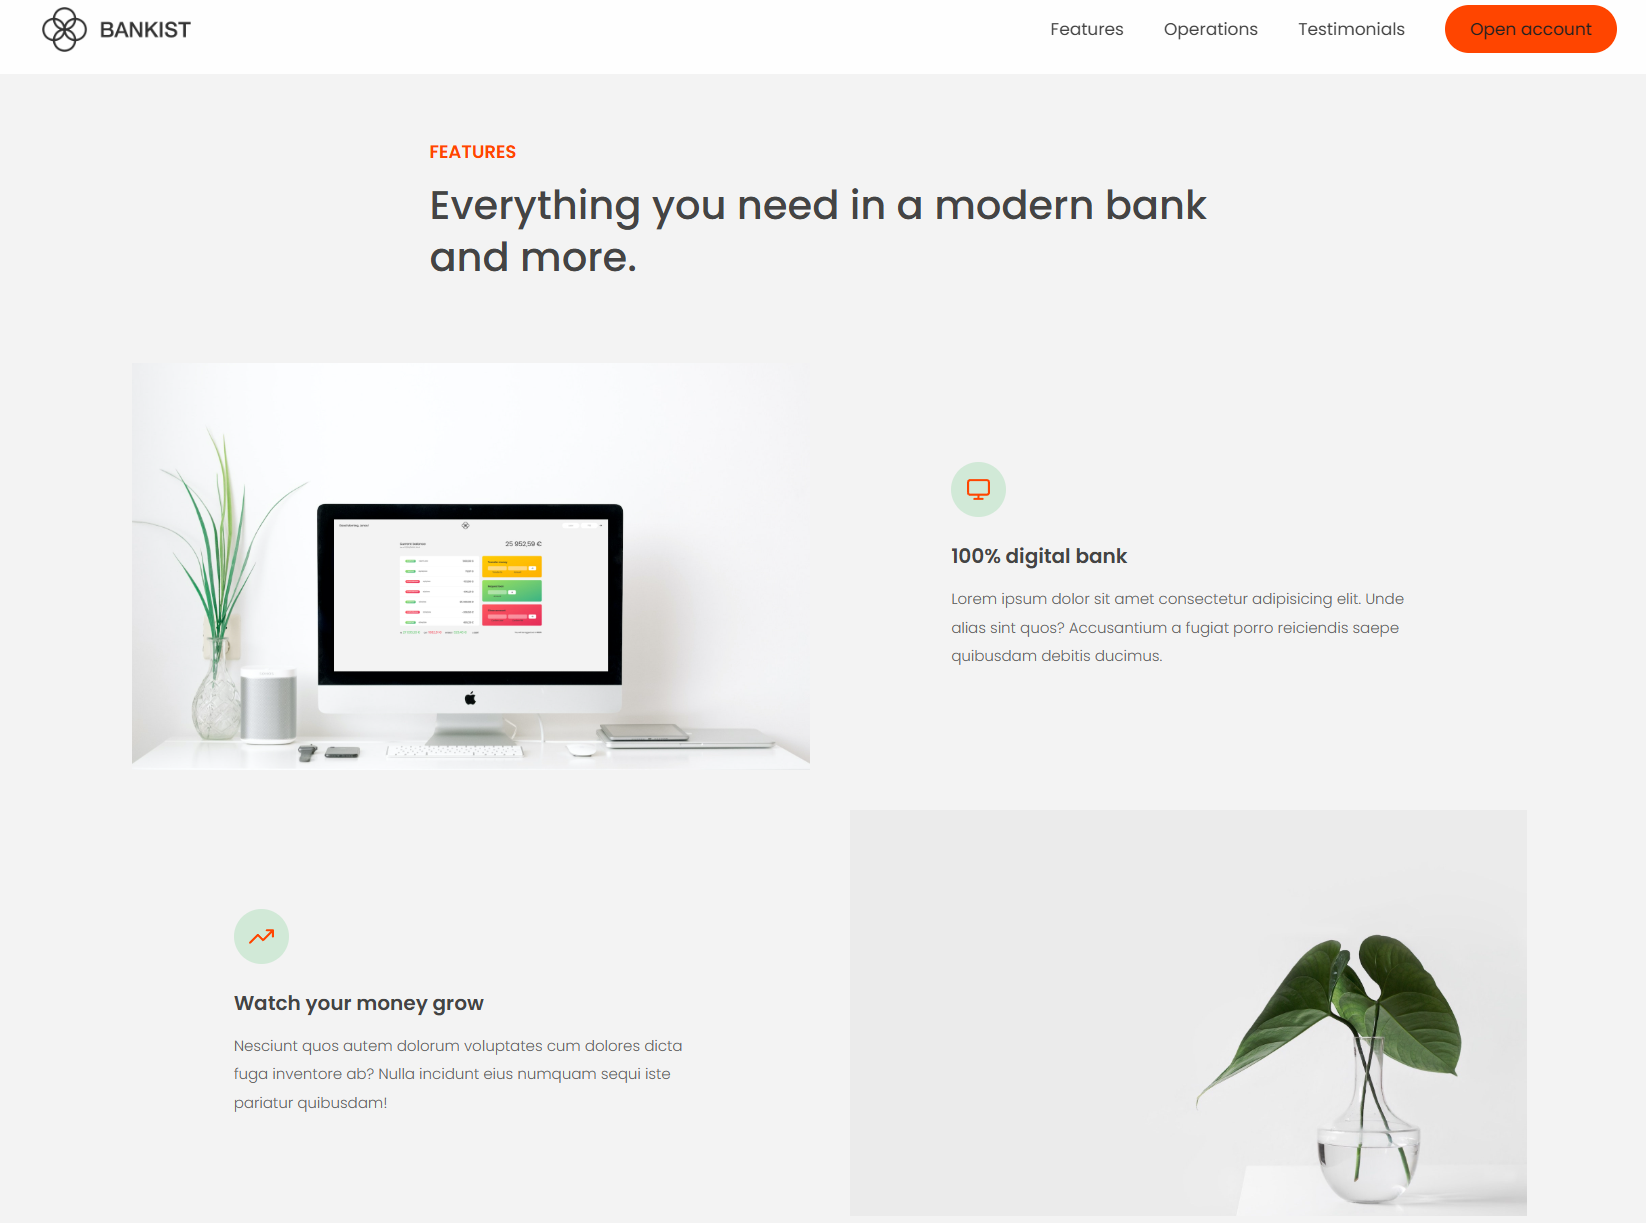 BANKIST
Features
Operations
Testimonials
Open account
FEATURES
Everything you need in a modern bank
and more.
25 952,59 €
100% digital bank
Lorem ipsum dolor sit amet consectetur adipisicing elit. Unde
alias sint quos? Accusantium a fugiat porro reiciendis saepe
quibusdam debitis ducimus.
Watch your money grow
Nesciunt quos autem dolorum voluptates cum dolores dicta
fuga inventore ab? Nulla incidunt eius numquam sequi iste
pariatur quibusdam!